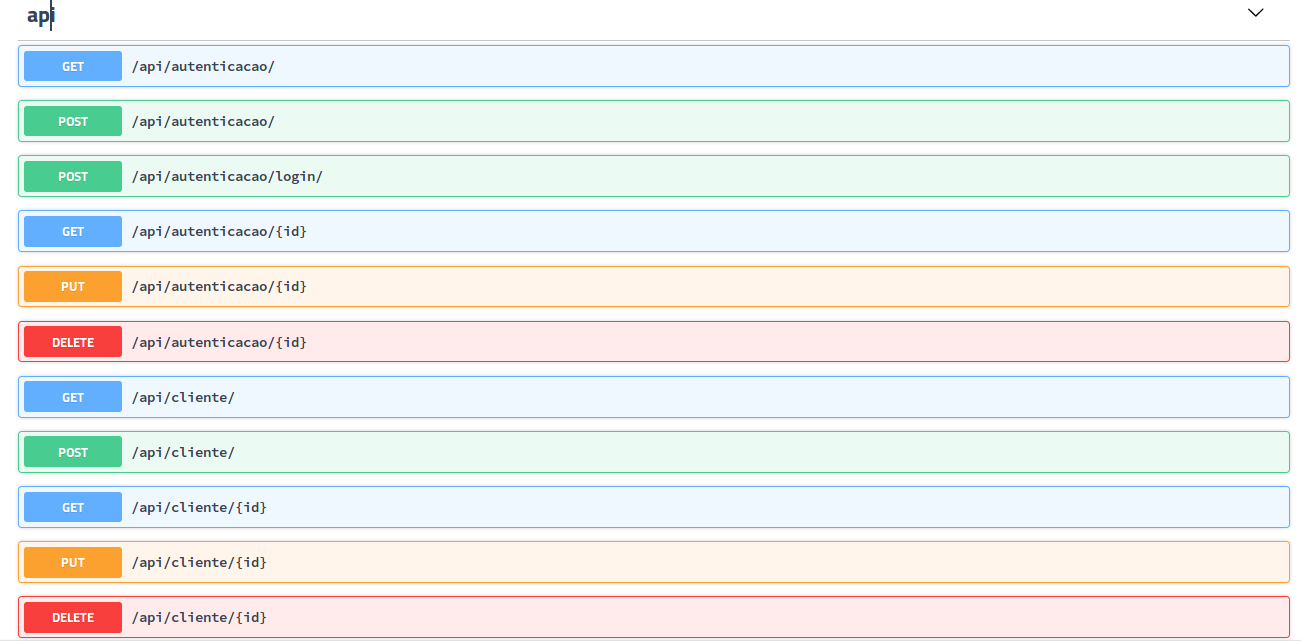 api
GET /api/autenticacao/
POST /api/autenticacao/
POST /api/autenticacao/login/
GET /api/autenticacao/{id}
PUT /api/autenticacao/{id}
DELETE /api/autenticacao/{id}
GET /api/cliente/
POST /api/cliente/
GET /api/cliente/{id}
PUT /api/cliente/{id}
DELETE /api/cliente/{id}